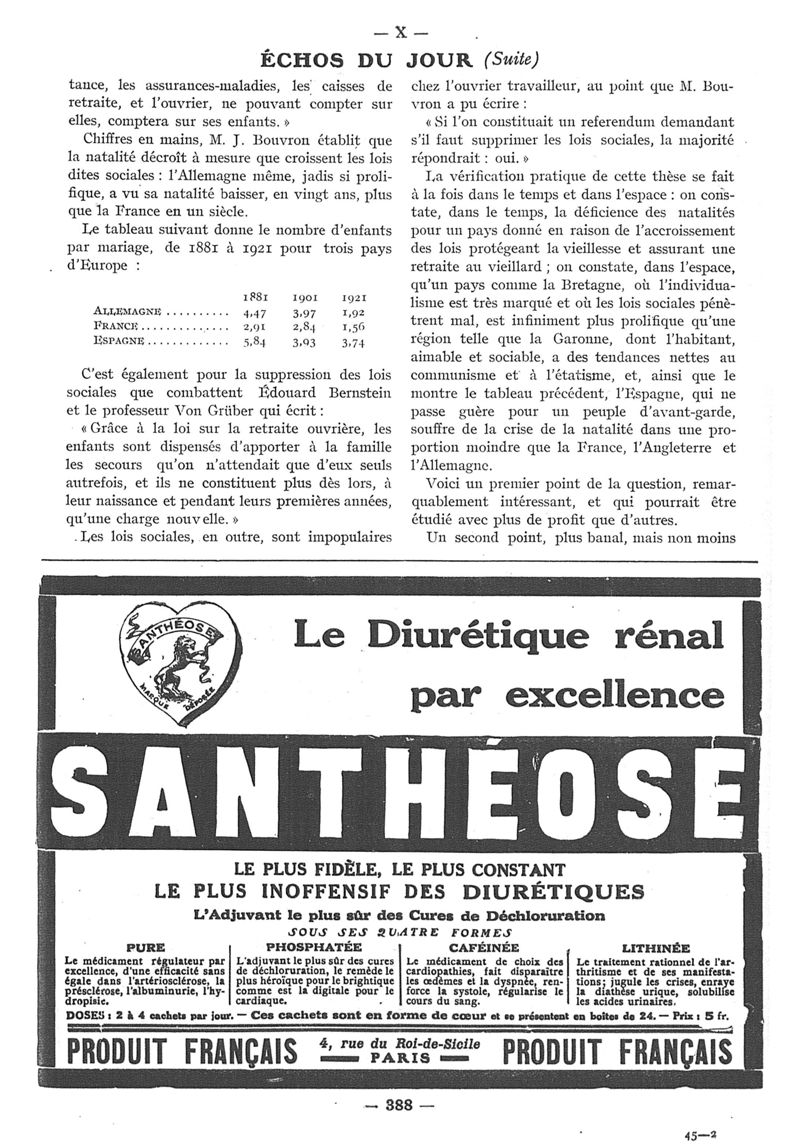 — X —
ÉCHOS DU JOUR (Suite)
tance, les assurances-maladies, les caisses de
retraite, et l'ouvrier, ne pouvant compter sur
elles, comptera sur ses enfants. »
Chiffres en mains, M. J. Bouvron établit que
la natalité décroît à mesure que croissent les lois
dites sociales : l'Allemagne même, jadis si proli-
fique, a vu sa natalité baisser, en vingt ans, plus
que la France en un siècle.
Le tableau suivant donne le nombre d'enfants
par mariage, de 1881 à 1921 pour trois pays
d'Europe :
1881 1901 1921
ALLEMAGNE .......... 4,47 3,97 1,92
FRANCE ............. 2,91 2,84 1,56
ESPAGNE ............. 5,84 3,93 3,74
C'est également pour la suppression des lois
sociales que combattent Édouard Bernstein
et le professeur Von Grüber qui écrit :
« Grâce à la loi sur la retraite ouvrière, les
enfants sont dispensés d'apporter à la famille
les secours qu'on n'attendait que d'eux seuls
autrefois, et ils ne constituent plus dès lors, à
leur naissance et pendant leurs premières années,
qu'une charge nouvelle. »
Les lois sociales, en outre, sont impopulaires
chez l'ouvrier travailleur, au point que M. Bou-
vron a pu écrire :
« Si l'on constituait un referendum demandant
s'il faut supprimer les lois sociales, la majorité
répondrait : oui. »
La vérification pratique de cette thèse se fait
à la fois dans le temps et dans l'espace : on cons-
tate, dans le temps, la déficience des natalités
pour un pays donné en raison de l'accroissement
des lois protégeant la vieillesse et assurant une
retraite au vieillard ; on constate, dans l'espace,
qu'un pays comme la Bretagne, où l'individua-
lisme est très marqué et où les lois sociales pénè-
trent mal, est infiniment plus prolifique qu'une
région telle que la Garonne, dont l'habitant,
aimable et sociable, a des tendances nettes au
communisme et à l'étatisme, et, ainsi que le
montre le tableau précédent, l'Espagne, qui ne
passe guère pour un peuple d'avant-garde,
souffre de la crise de la natalité dans une pro-
portion moindre que la France, l'Angleterre et
l'Allemagne.
Voici un premier point de la question, remar-
quablement intéressant, et qui pourrait être
étudié avec plus de profit que d'autres.
Un second point, plus banal, mais non moins
SANTHÉOSE
MARQUE DÉPOSÉE
Le Diurétique rénal
par excellence
SANTHÉOSE
LE PLUS FIDÈLE, LE PLUS CONSTANT
LE PLUS INOFFENSIF DES DIURÉTIQUES
L'Adjuvant le plus sûr des Cures de Déchloruration
SOUS SES QUATRE FORMES
PURE
Le médicament régulateur par
excellence, d'une efficacité sans
égale dans l'artériosclérose, la
présclérose, l'albuminurie, l'hy-
dropisie.
PHOSPHATÉE
L'adjuvant le plus sûr des cures
de déchloruration, le remède le
plus héroïque pour le brightique
comme est la digitale pour le
cardiaque.
CAFÉINÉE
Le médicament de choix des
cardiopathies, fait disparaître
les œdèmes et la dyspnée, ren-
force la systole, régularise le
cours du sang.
LITHINÉE
Le traitement rationnel de l'ar-
thritisme et de ses manifesta-
tions ; jugule les crises, enraye
la diathèse urique, solubilise
les acides urinaires.
DOSES : 2 à 4 cachets par jour. — Ces cachets sont en forme de cœur et se présentent en boîtes de 24. — Prix : 5 fr.
PRODUIT FRANÇAIS
4, rue du Roi-de-Sicile
PARIS
PRODUIT FRANÇAIS
— 388 —
45—2